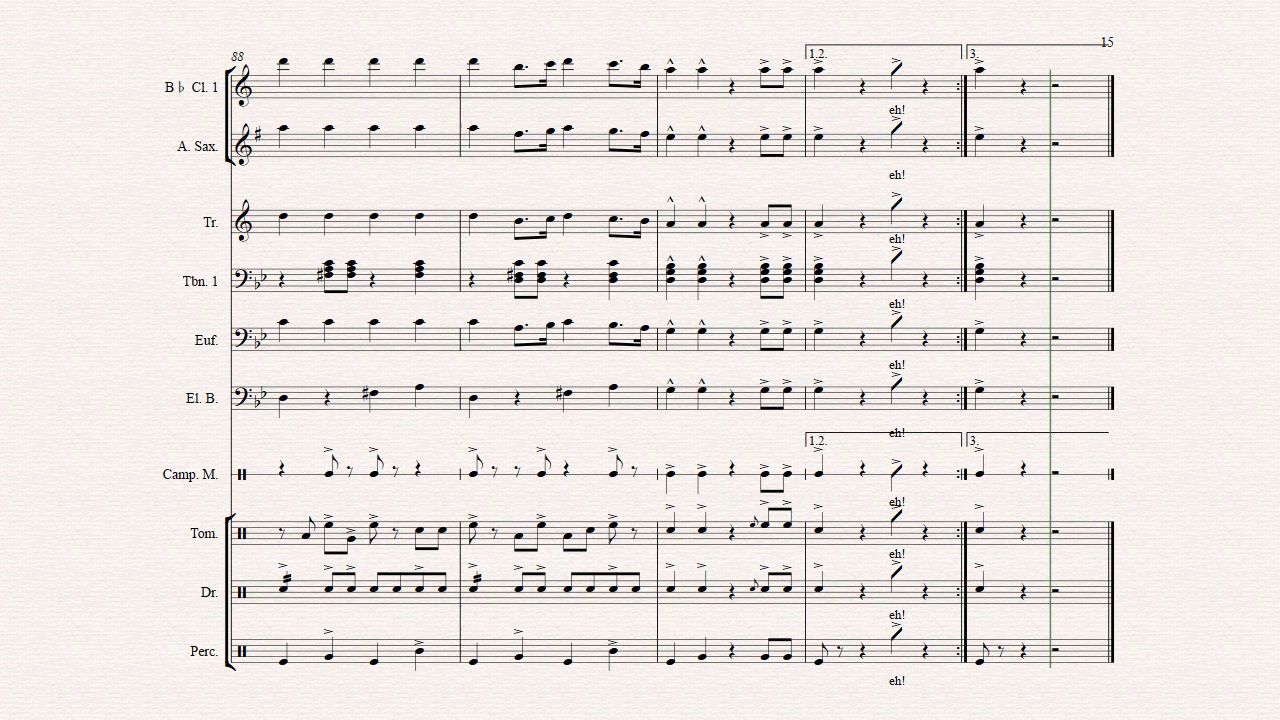 15
88
1.2. 3.
B♭ Cl. 1
eh!
A. Sax.
eh!
Tr.
eh!
Tbn. 1
eh!
Euf.
eh!
El. B.
eh!
1.2. 3.
Camp. M.
eh!
Tom.
eh!
Dr.
eh!
Perc.
eh!